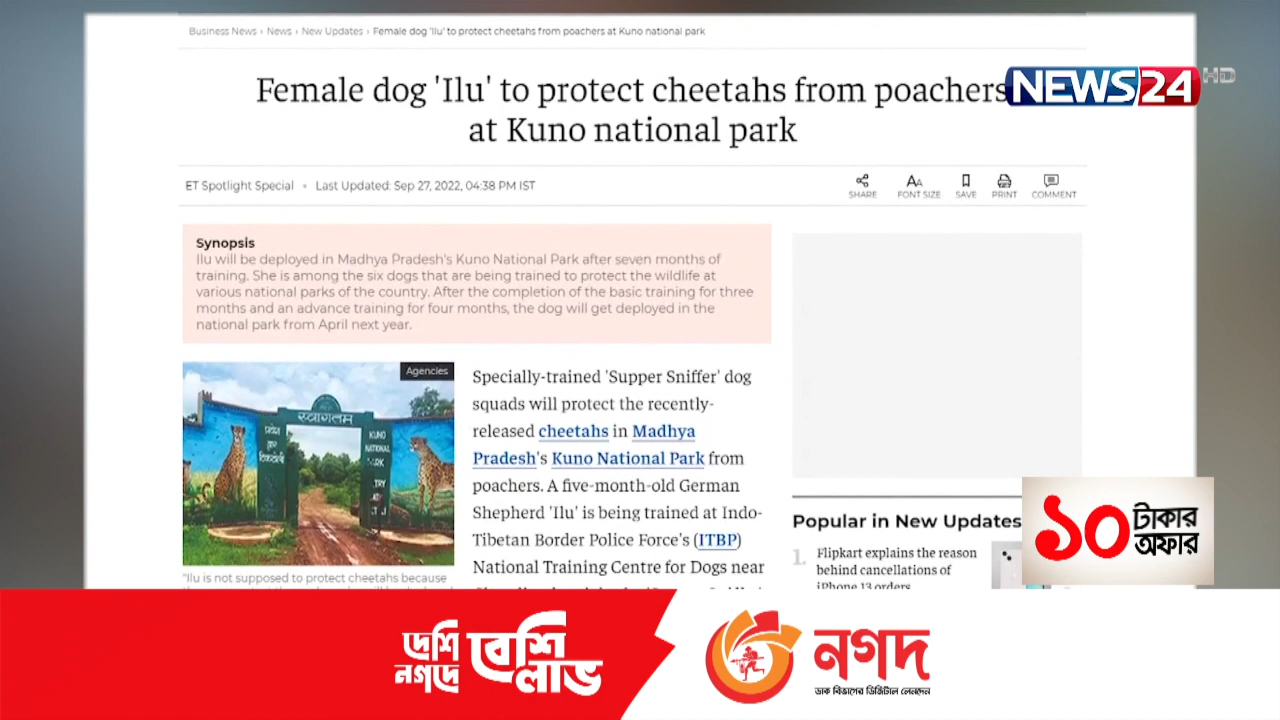 Business News › News › New Updates › Female dog 'Ilu' to protect cheetahs from poachers at Kuno national park
Female dog 'Ilu' to protect cheetahs from poachers
at Kuno national park
NEWS24 HD
ET Spotlight Special • Last Updated: Sep 27, 2022, 04:38 PM IST
SHARE FONT SIZE SAVE PRINT COMMENT
Synopsis
Ilu will be deployed in Madhya Pradesh's Kuno National Park after seven months of
training. She is among the six dogs that are being trained to protect the wildlife at
various national parks of the country. After the completion of the basic training for three
months and an advance training for four months, the dog will get deployed in the
national park from April next year.
Agencies
स्वागतम
KUNO
NATIONAL
"Ilu is not supposed to protect cheetahs because
Specially-trained 'Supper Sniffer' dog
squads will protect the recently-
released cheetahs in Madhya
Pradesh's Kuno National Park from
poachers. A five-month-old German
Shepherd 'Ilu' is being trained at Indo-
Tibetan Border Police Force's (ITBP)
National Training Centre for Dogs near
Popular in New Updates
1. Flipkart explains the reason
behind cancellations of
iPhone 13 orders
১০ টাকার
অফার
দেশি
নগদে
বেশি
লাভ
নগদ
ডাক বিভাগের ডিজিটাল লেনদেন